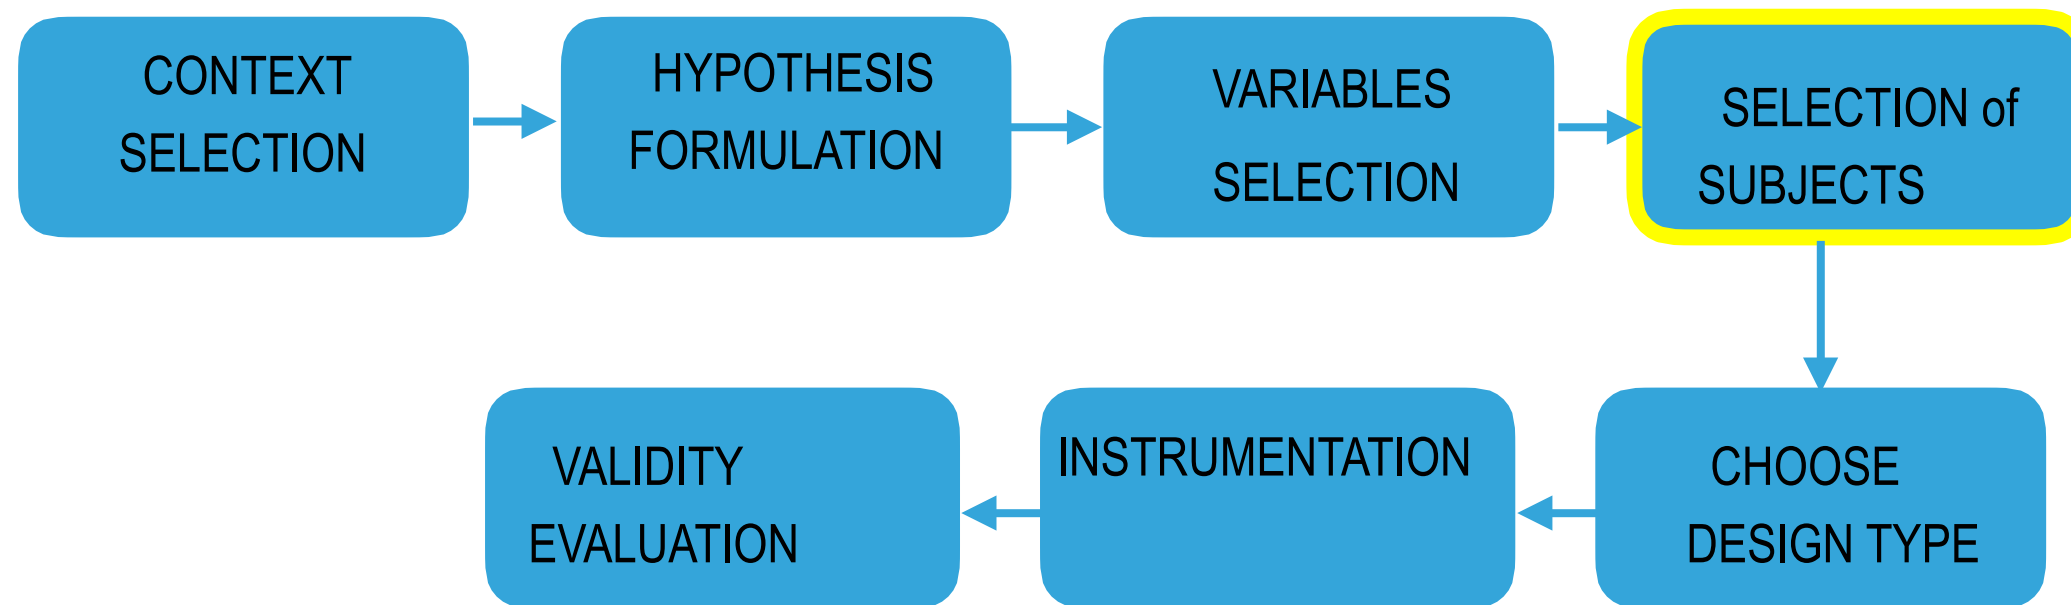 CONTEXT
SELECTION
HYPOTHESIS
FORMULATION
VARIABLES
SELECTION
SELECTION of
SUBJECTS
CHOOSE
DESIGN TYPE
INSTRUMENTATION
VALIDITY
EVALUATION